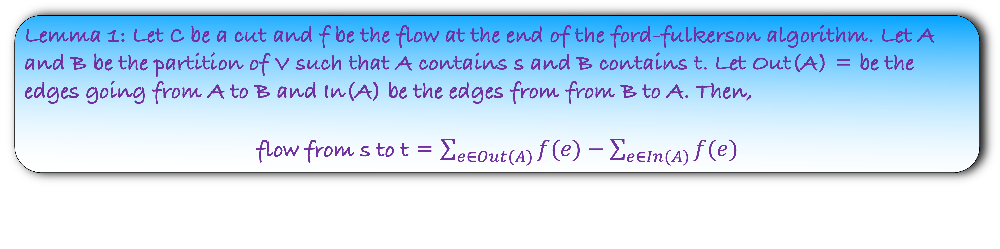 Lemma 1: Let C be a cut and f be the flow at the end of the ford-fulkerson algorithm. Let A
and B be the partition of V such that A contains s and B contains t. Let Out(A) = be the
edges going from A to B and In(A) be the edges from from B to A. Then,
flow from s to t = ∑_{e∈Out(A)} f(e) − ∑_{e∈In(A)} f(e)